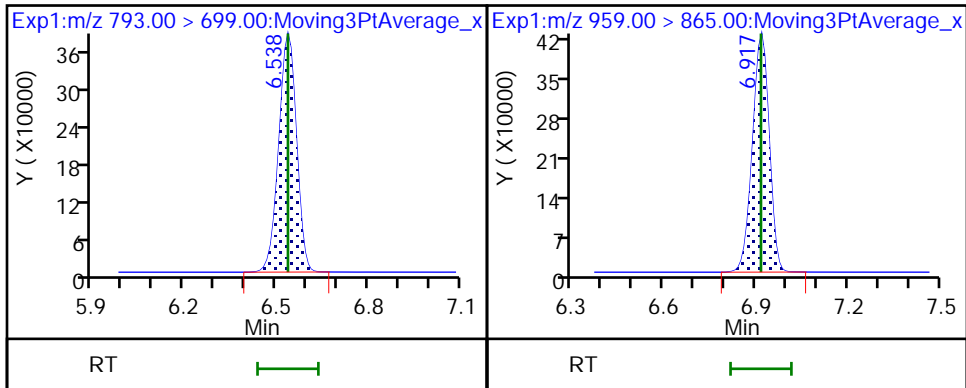 Exp1:m/z 793.00 > 699.00:Moving3PtAverage_x
6.538
Y ( X10000)
36
30
24
18
12
6
0
5.9 6.2 6.5 6.8 7.1
Min
RT
Exp1:m/z 959.00 > 865.00:Moving3PtAverage_x
6.917
Y ( X10000)
42
35
28
21
14
7
0
6.3 6.6 6.9 7.2 7.5
Min
RT